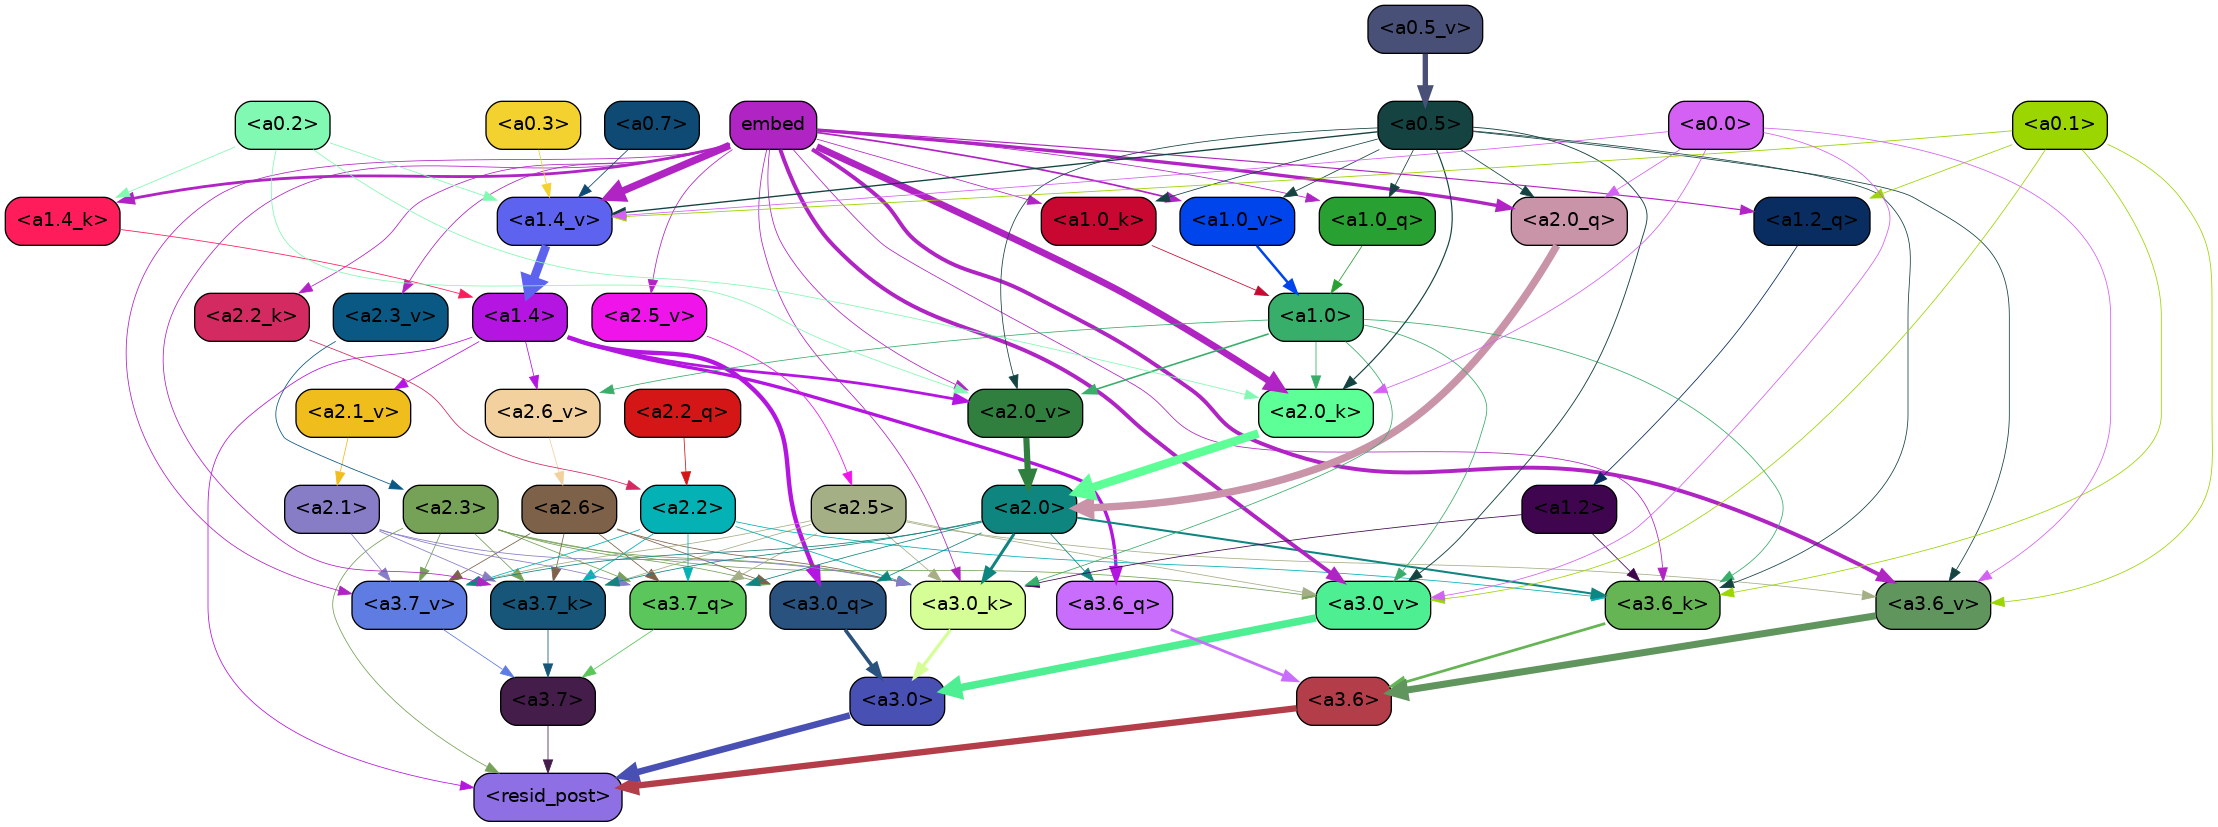 <a0.5_v>
<a0.2>
<a0.3>
<a0.7>
embed
<a0.5>
<a0.0>
<a0.1>
<a1.4_k>
<a1.4_v>
<a1.0_k>
<a1.0_v>
<a1.0_q>
<a2.0_q>
<a1.2_q>
<a2.2_k>
<a2.3_v>
<a1.4>
<a2.5_v>
<a1.0>
<a2.1_v>
<a2.6_v>
<a2.2_q>
<a2.0_v>
<a2.0_k>
<a2.1>
<a2.3>
<a2.6>
<a2.2>
<a2.5>
<a2.0>
<a1.2>
<a3.7_v>
<a3.7_k>
<a3.7_q>
<a3.0_q>
<a3.0_k>
<a3.6_q>
<a3.0_v>
<a3.6_k>
<a3.6_v>
<a3.7>
<a3.0>
<a3.6>
<resid_post>